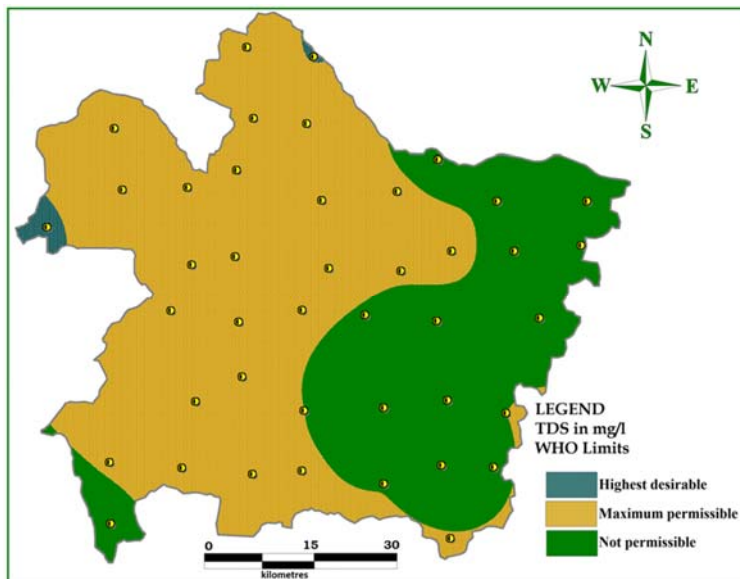 N
W E
S
LEGEND
TDS in mg/l
WHO Limits
Highest desirable
Maximum permissible
Not permissible
0 15 30
kilometres